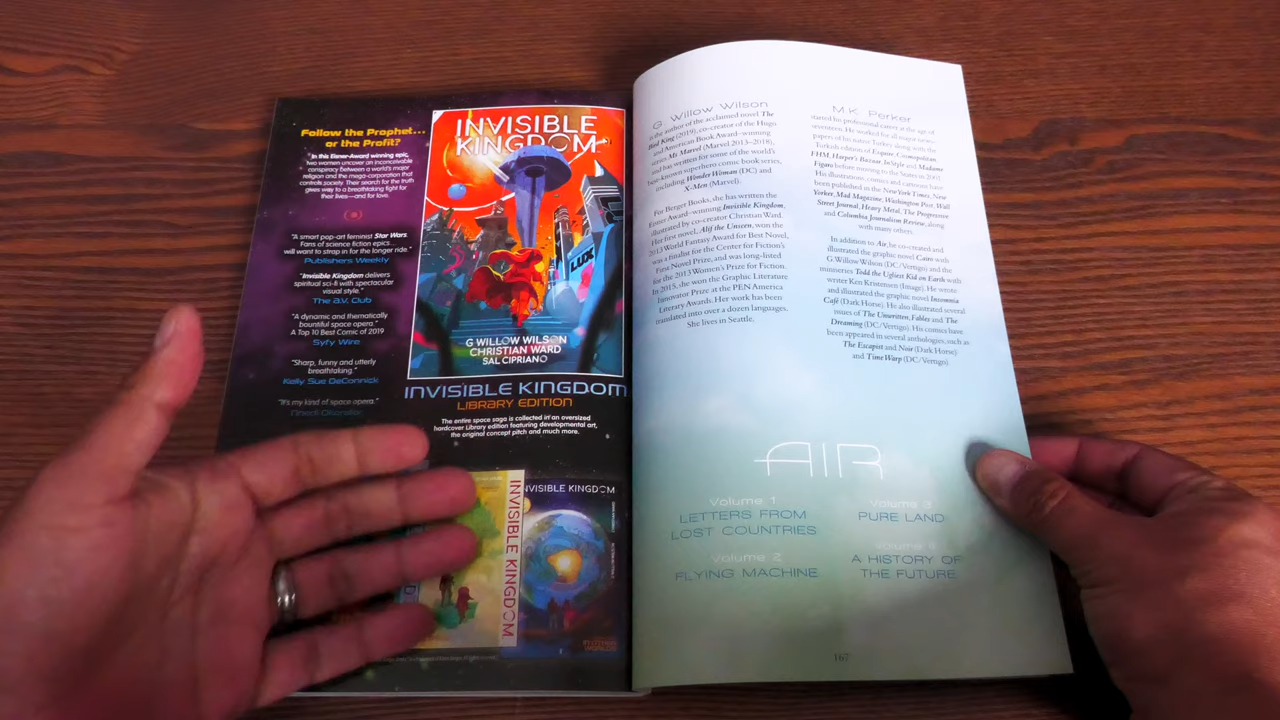 Follow the Prophet...
or the Profit?
"In this Eisner-Award winning epic,
two women uncover an inconceivable
conspiracy between a world's major
religion and the mega-corporation that
controls society. Their search for the truth
gives way to a breathtaking fight for
their lives—and for love.
"A smart pop-art feminist Star Wars.
Fans of science fiction epics...
will want to strap in for the longer ride."
Publishers Weekly
"Invisible Kingdom delivers
spiritual sci-fi with spectacular
visual style."
The A.V. Club
"A dynamic and thematically
bountiful space opera."
A Top 10 Best Comic of 2019
Syfy Wire
"Sharp, funny and utterly
breathtaking."
Kelly Sue DeConnick
"It's my kind of space opera."
Nnedi Okorafor
INVISIBLE
KINGDOM
LUX
G WILLOW WILSON
CHRISTIAN WARD
SAL CIPRIANO
INVISIBLE KINGDOM
LIBRARY EDITION
The entire space saga is collected in an oversized
hardcover Library edition featuring developmental art,
the original concept pitch and much more.
INVISIBLE KINGDOM
INVISIBLE KINGDOM
G. Willow Wilson
is the author of the acclaimed novel The
Bird King (2019), co-creator of the Hugo
and American Book Award–winning
series Ms Marvel (Marvel 2013–2018),
and has written for some of the world's
best-known superhero comic book series,
including Wonder Woman (DC) and
X-Men (Marvel).
For Berger Books, she has written the
Eisner Award–winning Invisible Kingdom,
illustrated by co-creator Christian Ward.
Her first novel, Alif the Unseen, won the
2013 World Fantasy Award for Best Novel,
was a finalist for the Center for Fiction's
First Novel Prize, and was long-listed
for the 2013 Women's Prize for Fiction.
In 2015, she won the Graphic Literature
Innovator Prize at the PEN America
Literary Awards. Her work has been
translated into over a dozen languages.
She lives in Seattle.
M.K. Perker
started his professional career at the age of
seventeen. He worked for all major news-
papers of his native Turkey along with the
Turkish edition of Esquire, Cosmopolitan,
FHM, Harper's Bazaar, InStyle and Madame
Figaro before moving to the States in 2001.
His illustrations, comics and cartoons have
been published in the New York Times, New
Yorker, Mad Magazine, Washington Post, Wall
Street Journal, Heavy Metal, The Progressive
and Columbia Journalism Review, along
with many others.
In addition to Air, he co-created and
illustrated the graphic novel Cairo with
G. Willow Wilson (DC/Vertigo) and the
miniseries Todd the Ugliest Kid on Earth with
writer Ken Kristensen (Image). He wrote
and illustrated the graphic novel Insomnia
Café (Dark Horse). He also illustrated several
issues of The Unwritten, Fables and The
Dreaming (DC/Vertigo). His comics have
been appeared in several anthologies, such as
The Escapist and Noir (Dark Horse)
and Time Warp (DC/Vertigo).
AIR
Volume 1
LETTERS FROM
LOST COUNTRIES
Volume 2
FLYING MACHINE
Volume 3
PURE LAND
Volume 4
A HISTORY OF
THE FUTURE
167